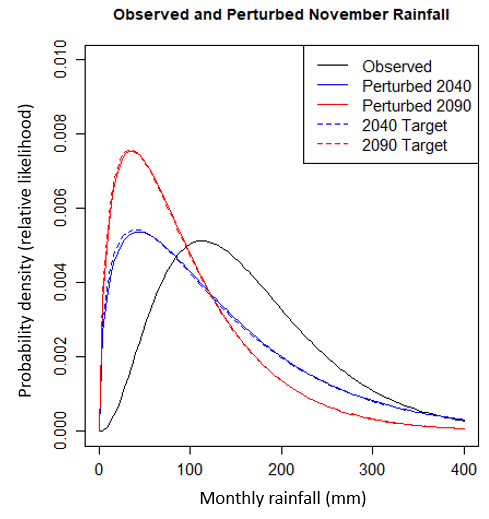 Observed and Perturbed November Rainfall
Observed
Perturbed 2040
Perturbed 2090
2040 Target
2090 Target
Probability density (relative likelihood)
0.010
0.008
0.006
0.004
0.002
0.000
0 100 200 300 400
Monthly rainfall (mm)